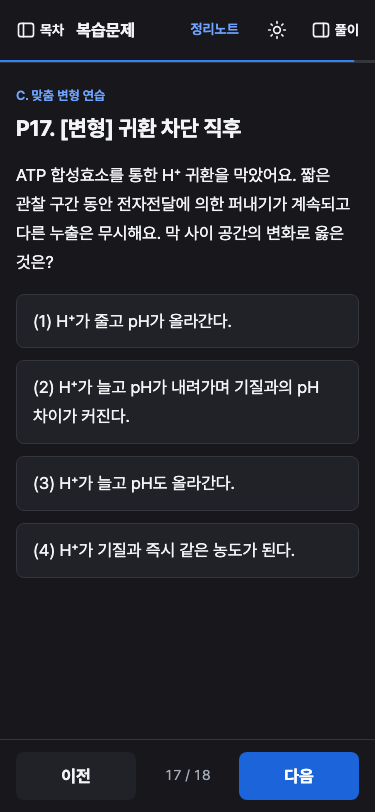 목차 복습문제 정리노트 풀이
C. 맞춤 변형 연습
P17. [변형] 귀환 차단 직후
ATP 합성효소를 통한 H⁺ 귀환을 막았어요. 짧은
관찰 구간 동안 전자전달에 의한 퍼내기가 계속되고
다른 누출은 무시해요. 막 사이 공간의 변화로 옳은
것은?
(1) H⁺가 줄고 pH가 올라간다.
(2) H⁺가 늘고 pH가 내려가며 기질과의 pH
차이가 커진다.
(3) H⁺가 늘고 pH도 올라간다.
(4) H⁺가 기질과 즉시 같은 농도가 된다.
이전 17 / 18 다음